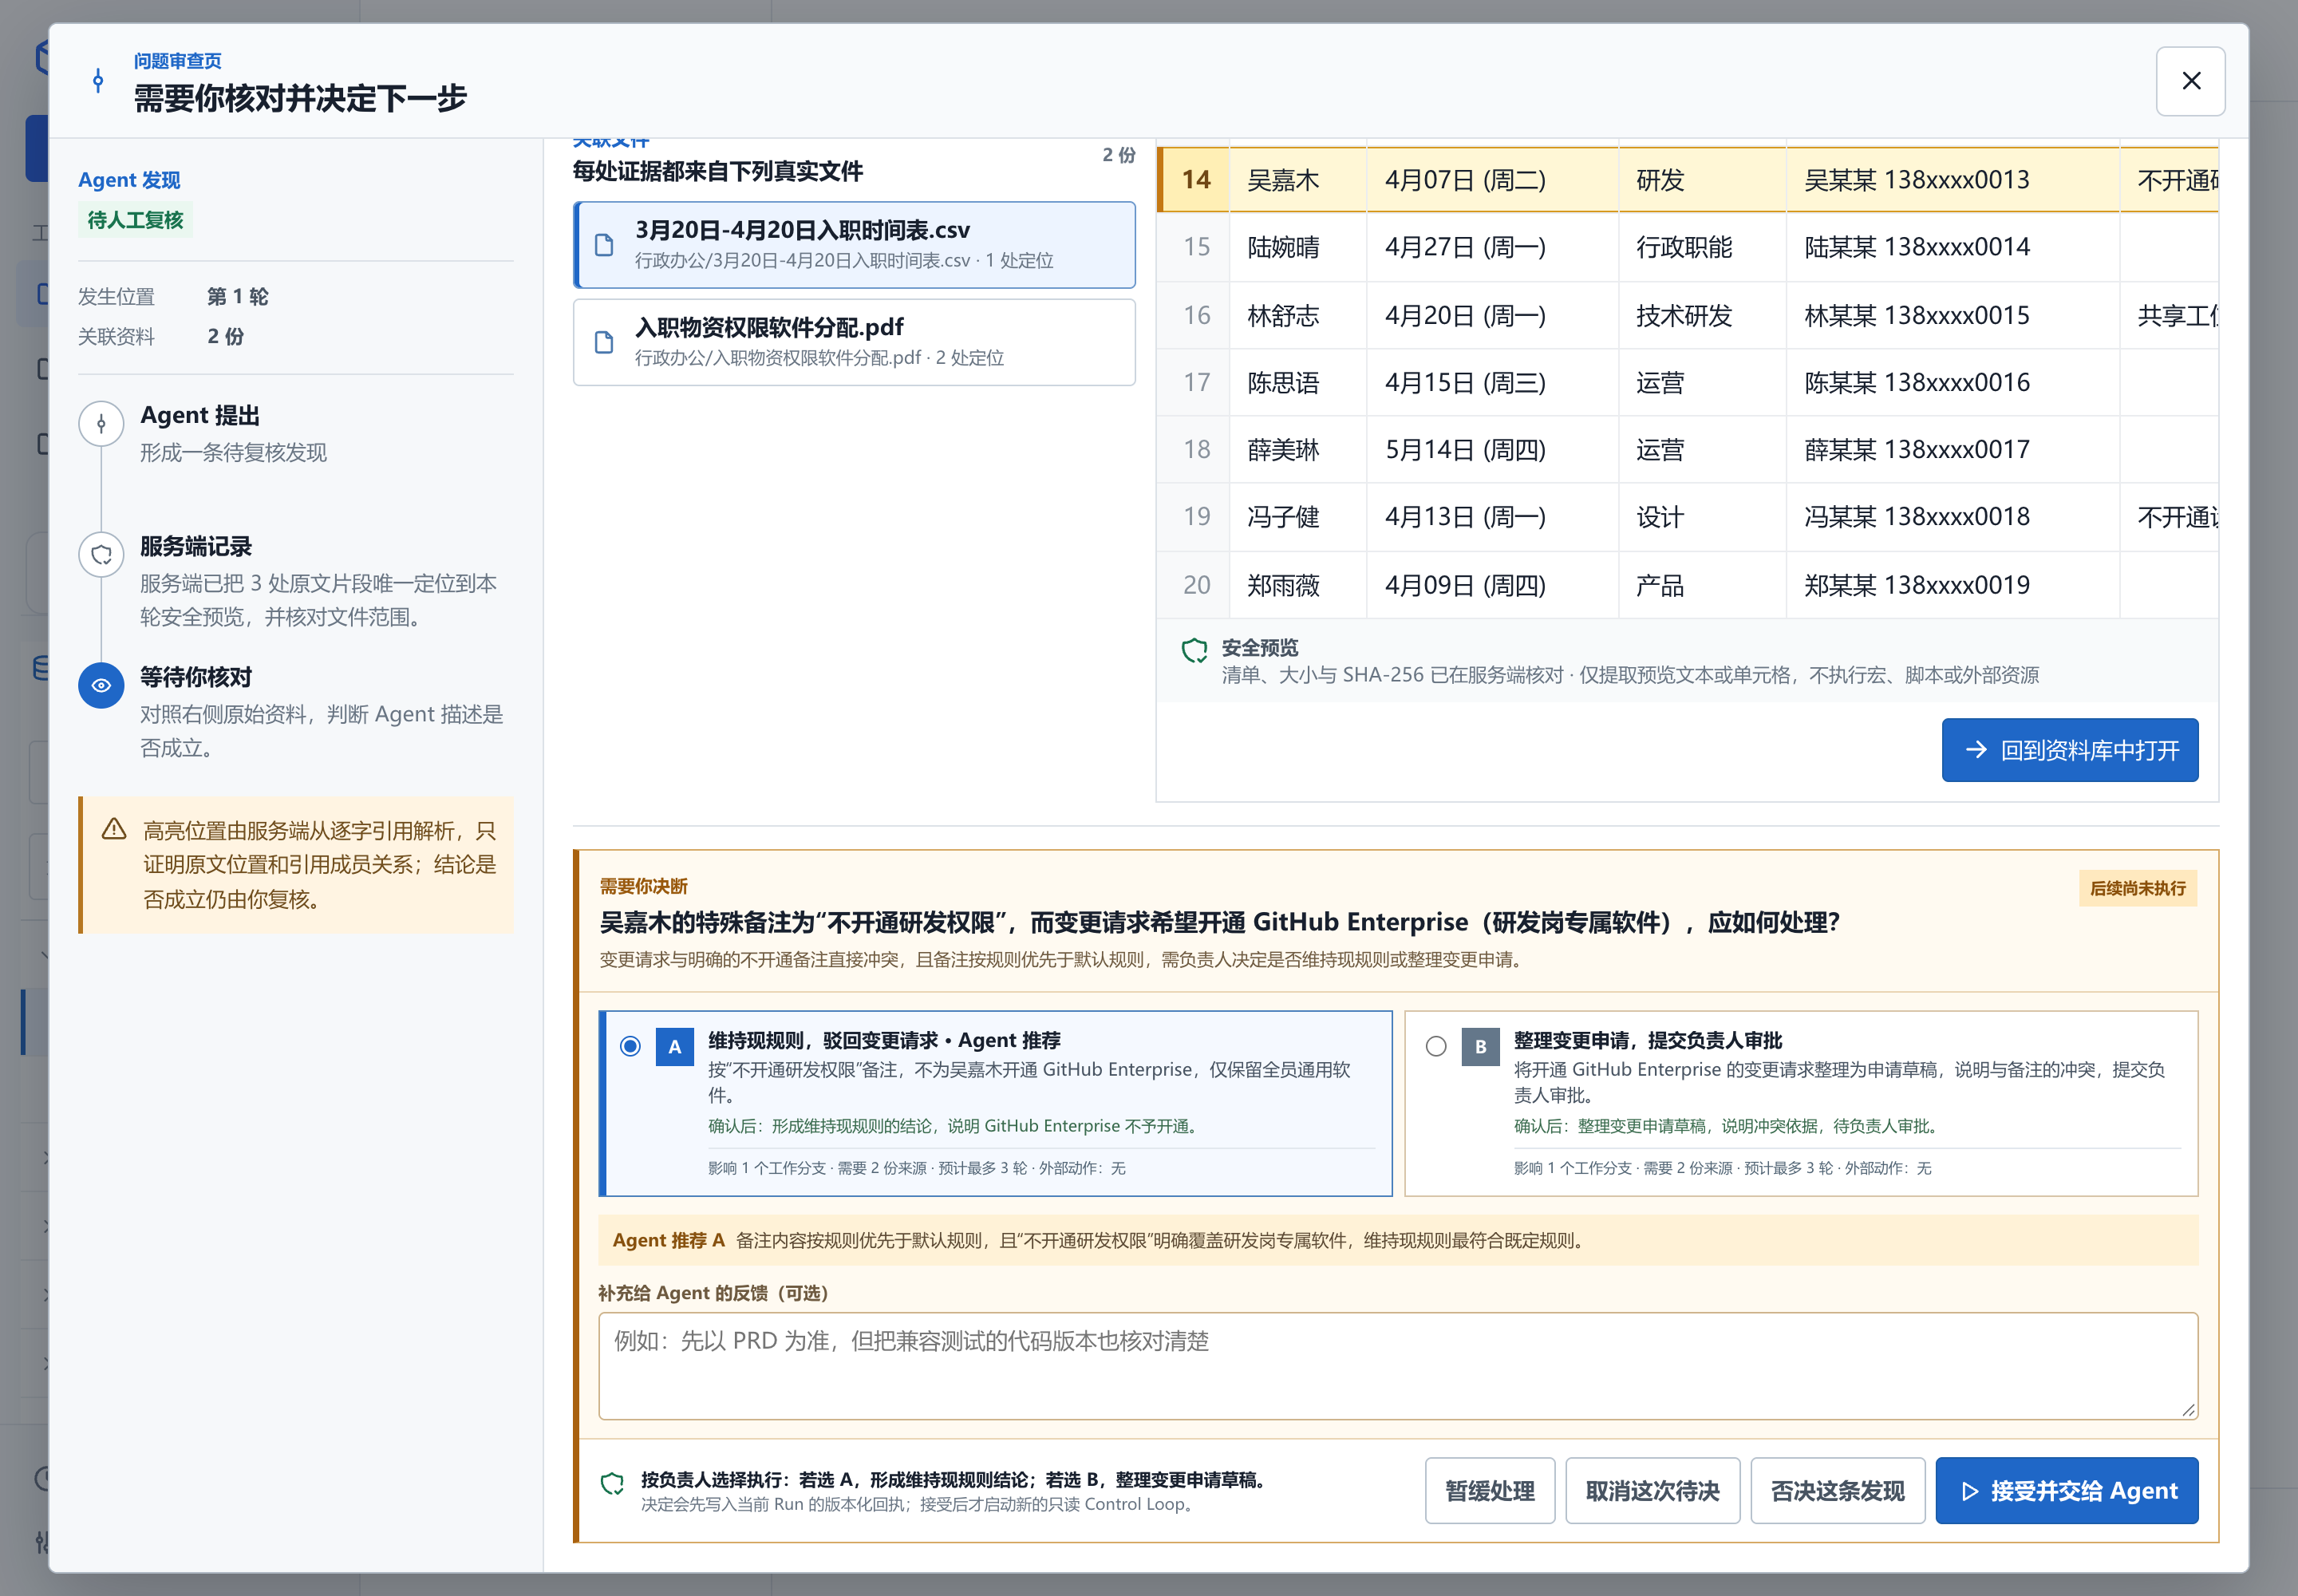 问题审查页
需要你核对并决定下一步
Agent 发现
待人工复核
发生位置 第 1 轮
关联资料 2 份
Agent 提出
形成一条待复核发现
服务端记录
服务端已把 3 处原文片段唯一定位到本
轮安全预览，并核对文件范围。
等待你核对
对照右侧原始资料，判断 Agent 描述是
否成立。
高亮位置由服务端从逐字引用解析，只
证明原文位置和引用成员关系；结论是
否成立仍由你复核。
关联文件
每处证据都来自下列真实文件
2 份
3月20日-4月20日入职时间表.csv
行政办公/3月20日-4月20日入职时间表.csv · 1 处定位
入职物资权限软件分配.pdf
行政办公/入职物资权限软件分配.pdf · 2 处定位
14 吴嘉木 4月07日 (周二) 研发 吴某某 138xxxx0013 不开通
15 陆婉晴 4月27日 (周一) 行政职能 陆某某 138xxxx0014
16 林舒志 4月20日 (周一) 技术研发 林某某 138xxxx0015 共享工位
17 陈思语 4月15日 (周三) 运营 陈某某 138xxxx0016
18 薛美琳 5月14日 (周四) 运营 薛某某 138xxxx0017
19 冯子健 4月13日 (周一) 设计 冯某某 138xxxx0018 不开通
20 郑雨薇 4月09日 (周四) 产品 郑某某 138xxxx0019
安全预览
清单、大小与 SHA-256 已在服务端核对 · 仅提取预览文本或单元格，不执行宏、脚本或外部资源
回到资料库中打开
需要你决断
后续尚未执行
吴嘉木的特殊备注为“不开通研发权限”，而变更请求希望开通 GitHub Enterprise（研发岗专属软件），应如何处理？
变更请求与明确的不开通备注直接冲突，且备注按规则优先于默认规则，需负责人决定是否维持现规则或整理变更申请。
A 维持现规则，驳回变更请求 • Agent 推荐
按“不开通研发权限”备注，不为吴嘉木开通 GitHub Enterprise，仅保留全员通用软
件。
确认后：形成维持现规则的结论，说明 GitHub Enterprise 不予开通。
影响 1 个工作分支 · 需要 2 份来源 · 预计最多 3 轮 · 外部动作：无
B 整理变更申请，提交负责人审批
将开通 GitHub Enterprise 的变更请求整理为申请草稿，说明与备注的冲突，提交负
责人审批。
确认后：整理变更申请草稿，说明冲突依据，待负责人审批。
影响 1 个工作分支 · 需要 2 份来源 · 预计最多 3 轮 · 外部动作：无
Agent 推荐 A 备注内容按规则优先于默认规则，且“不开通研发权限”明确覆盖研发岗专属软件，维持现规则最符合既定规则。
补充给 Agent 的反馈（可选）
例如：先以 PRD 为准，但把兼容测试的代码版本也核对清楚
按负责人选择执行：若选 A，形成维持现规则结论；若选 B，整理变更申请草稿。
决定会先写入当前 Run 的版本化回执；接受后才启动新的只读 Control Loop。
暂缓处理
取消这次待决
否决这条发现
接受并交给 Agent